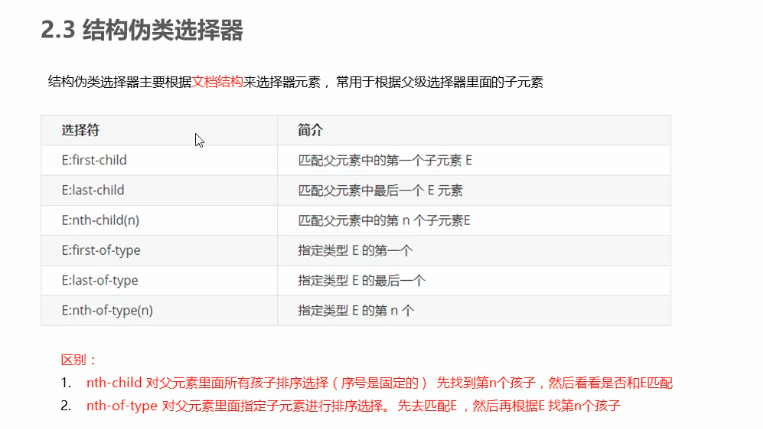 2.3 结构伪类选择器
结构伪类选择器主要根据文档结构来选择器元素，常用于根据父级选择器里面的子元素
选择符 简介
E:first-child 匹配父元素中的第一个子元素 E
E:last-child 匹配父元素中最后一个 E 元素
E:nth-child(n) 匹配父元素中的第 n 个子元素E
E:first-of-type 指定类型 E 的第一个
E:last-of-type 指定类型 E 的最后一个
E:nth-of-type(n) 指定类型 E 的第 n 个
区别：
1. nth-child 对父元素里面所有孩子排序选择（序号是固定的） 先找到第n个孩子，然后看看是否和E匹配
2. nth-of-type 对父元素里面指定子元素进行排序选择。 先去匹配E ，然后再根据E 找第n个孩子